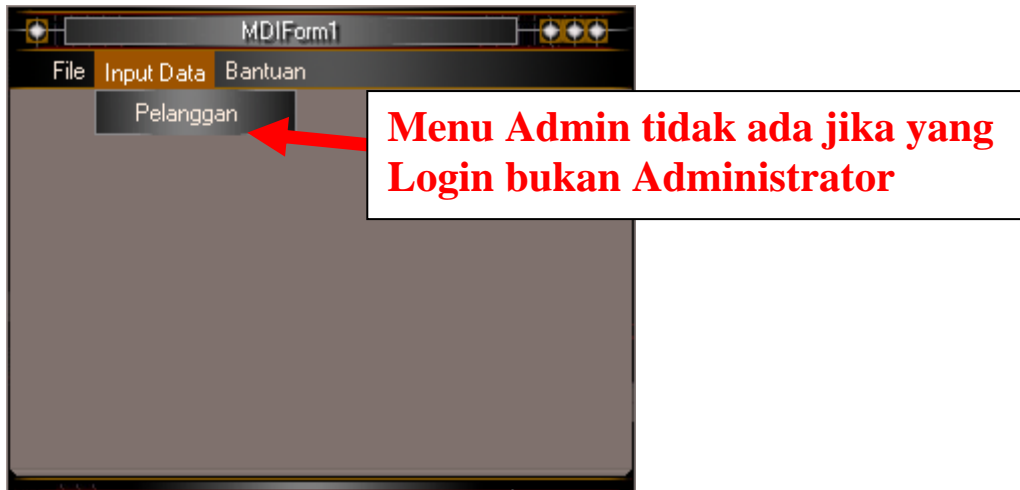 MDIForm1
File Input Data Bantuan
Pelanggan
Menu Admin tidak ada jika yang
Login bukan Administrator